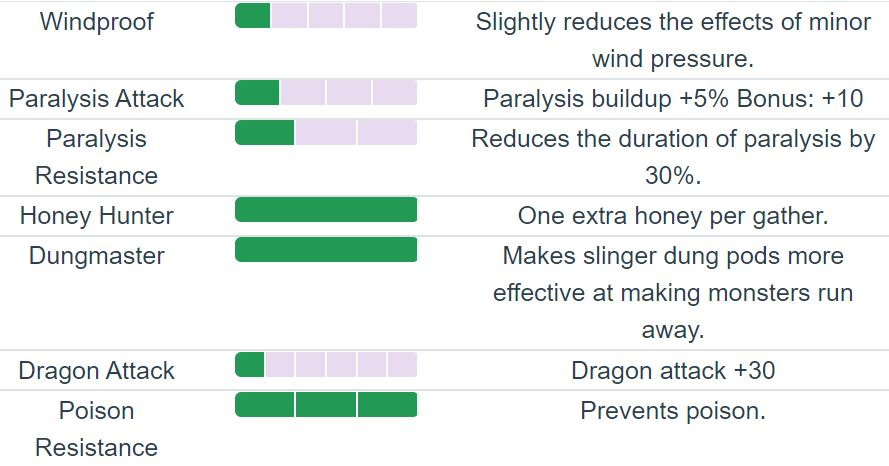 Windproof
Slightly reduces the effects of minor
wind pressure.
Paralysis Attack
Paralysis buildup +5% Bonus: +10
Paralysis
Resistance
Reduces the duration of paralysis by
30%.
Honey Hunter
One extra honey per gather.
Dungmaster
Makes slinger dung pods more
effective at making monsters run
away.
Dragon Attack
Dragon attack +30
Poison
Resistance
Prevents poison.